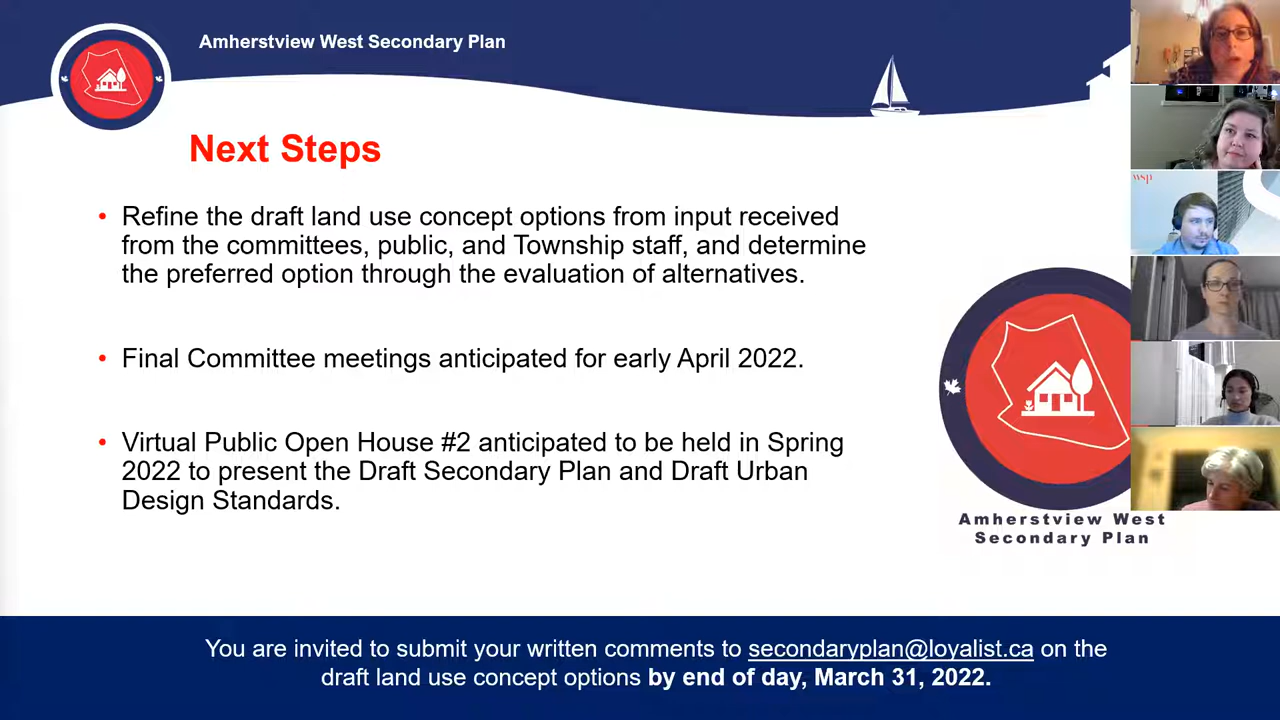 Amherstview West Secondary Plan
Next Steps
• Refine the draft land use concept options from input received
from the committees, public, and Township staff, and determine
the preferred option through the evaluation of alternatives.
• Final Committee meetings anticipated for early April 2022.
• Virtual Public Open House #2 anticipated to be held in Spring
2022 to present the Draft Secondary Plan and Draft Urban
Design Standards.
wsp
Amherstview West
Secondary Plan
You are invited to submit your written comments to secondaryplan@loyalist.ca on the
draft land use concept options by end of day, March 31, 2022.